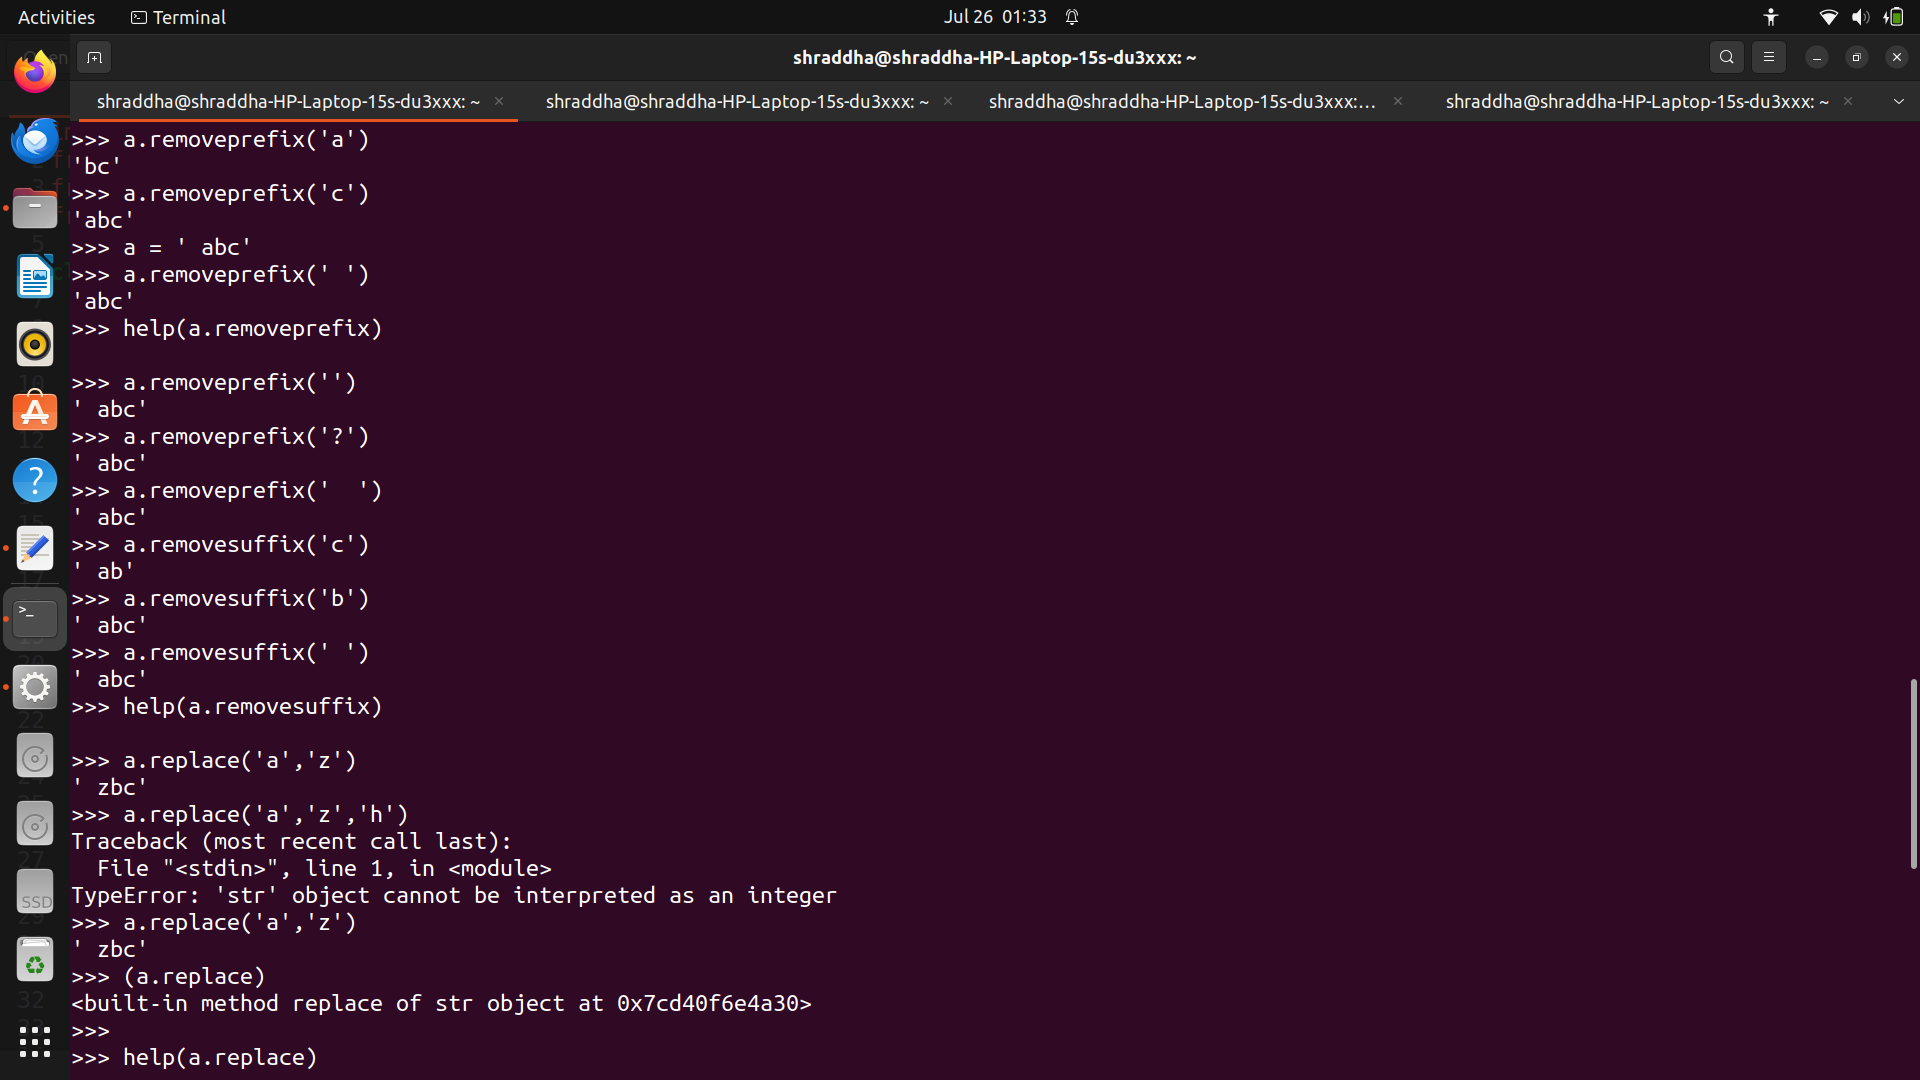 Activities
Terminal
Jul 26 01:33
shraddha@shraddha-HP-Laptop-15s-du3xxx: ~
shraddha@shraddha-HP-Laptop-15s-du3xxx: ~
shraddha@shraddha-HP-Laptop-15s-du3xxx: ~
shraddha@shraddha-HP-Laptop-15s-du3xxx:...
shraddha@shraddha-HP-Laptop-15s-du3xxx: ~
>>> a.removeprefix('a')
'bc'
>>> a.removeprefix('c')
'abc'
>>> a = ' abc'
>>> a.removeprefix(' ')
'abc'
>>> help(a.removeprefix)
>>> a.removeprefix('')
' abc'
>>> a.removeprefix('?')
' abc'
>>> a.removeprefix('  ')
' abc'
>>> a.removesuffix('c')
' ab'
>>> a.removesuffix('b')
' abc'
>>> a.removesuffix(' ')
' abc'
>>> help(a.removesuffix)
>>> a.replace('a','z')
' zbc'
>>> a.replace('a','z','h')
Traceback (most recent call last):
  File "<stdin>", line 1, in <module>
TypeError: 'str' object cannot be interpreted as an integer
>>> a.replace('a','z')
' zbc'
>>> (a.replace)
<built-in method replace of str object at 0x7cd40f6e4a30>
>>>
>>> help(a.replace)
SSD